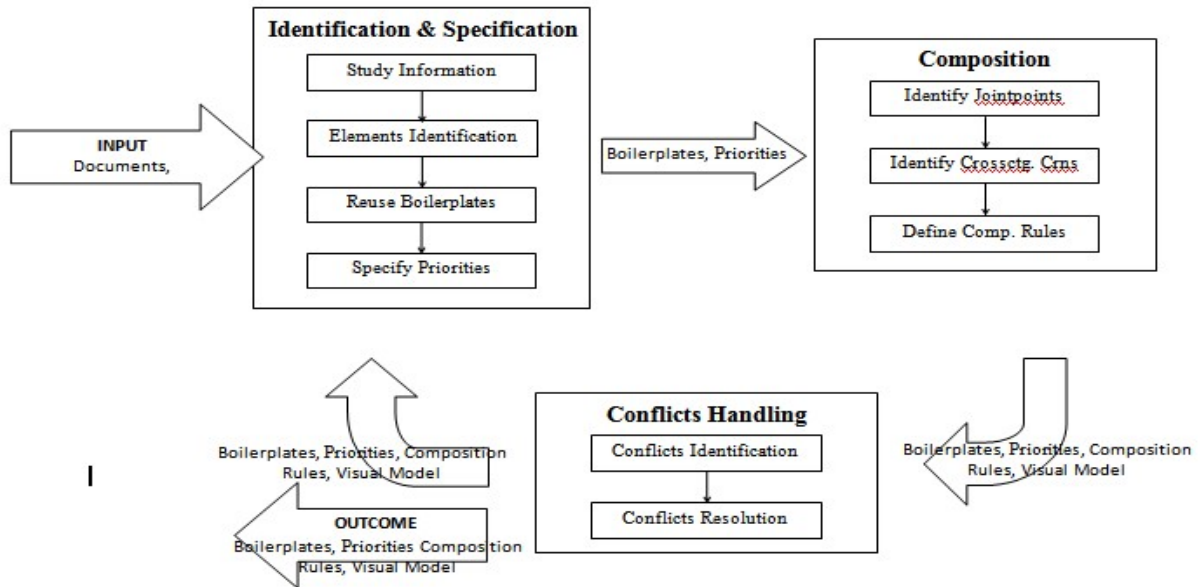 Identification & Specification
Study Information
Elements Identification
Reuse Boilerplates
Specify Priorities
INPUT
Documents,
Boilerplates, Priorities
Composition
Identify Jointpoints
Identify Crossctg. Crns
Define Comp. Rules
Boilerplates, Priorities, Composition
Rules, Visual Model
Conflicts Handling
Conflicts Identification
Conflicts Resolution
Boilerplates, Priorities, Composition
Rules, Visual Model
OUTCOME
Boilerplates, Priorities Composition
Rules, Visual Model